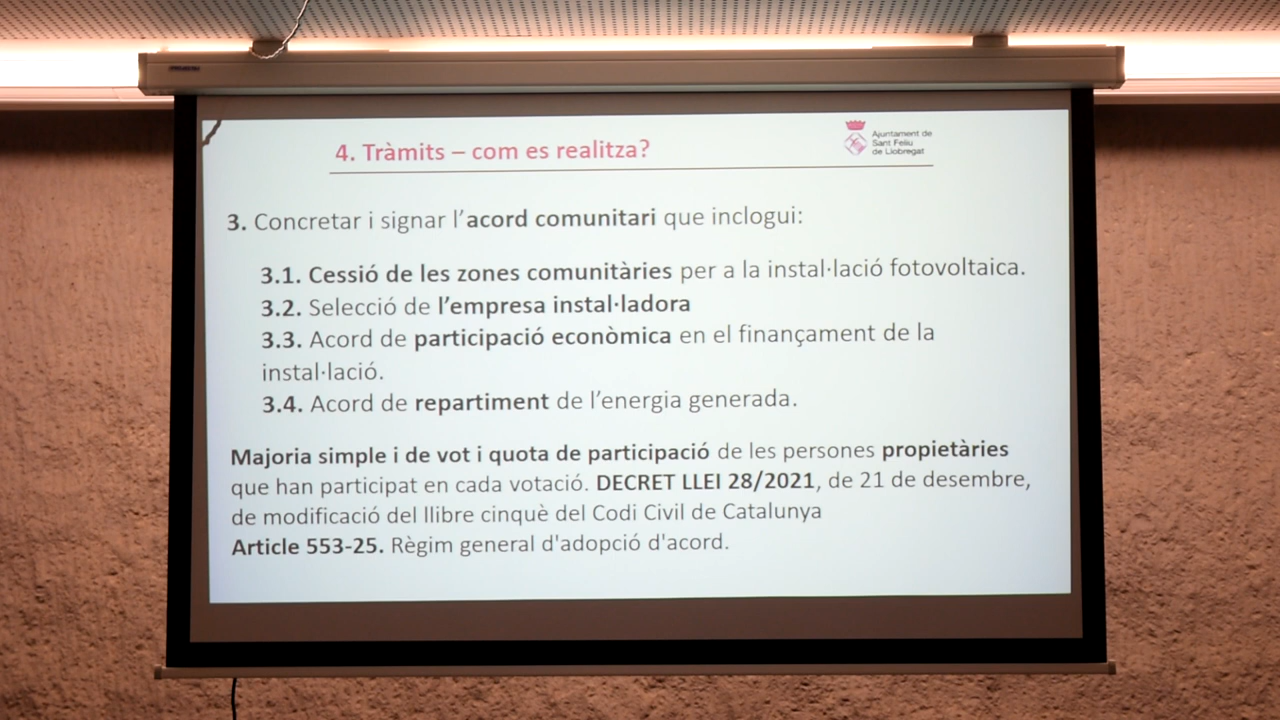 4. Tràmits – com es realitza?
Ajuntament de
Sant Feliu
de Llobregat
3. Concretar i signar l’acord comunitari que inclogui:
3.1. Cessió de les zones comunitàries per a la instal·lació fotovoltaica.
3.2. Selecció de l’empresa instal·ladora
3.3. Acord de participació econòmica en el finançament de la
instal·lació.
3.4. Acord de repartiment de l’energia generada.
Majoria simple i de vot i quota de participació de les persones propietàries
que han participat en cada votació. DECRET LLEI 28/2021, de 21 de desembre,
de modificació del llibre cinquè del Codi Civil de Catalunya
Article 553-25. Règim general d'adopció d'acord.